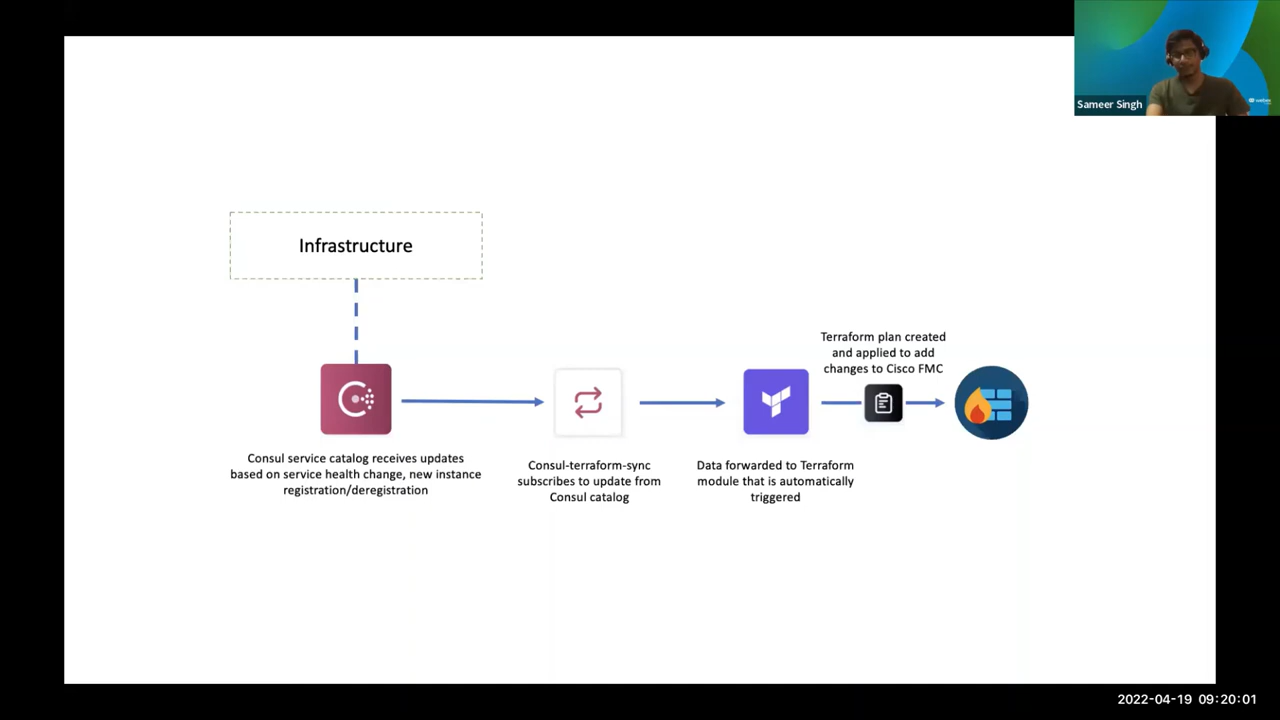 Sameer Singh
Infrastructure
Terraform plan created
and applied to add
changes to Cisco FMC
Consul service catalog receives updates
based on service health change, new instance
registration/deregistration
Consul-terraform-sync
subscribes to update from
Consul catalog
Data forwarded to Terraform
module that is automatically
triggered
2022-04-19 09:20:01